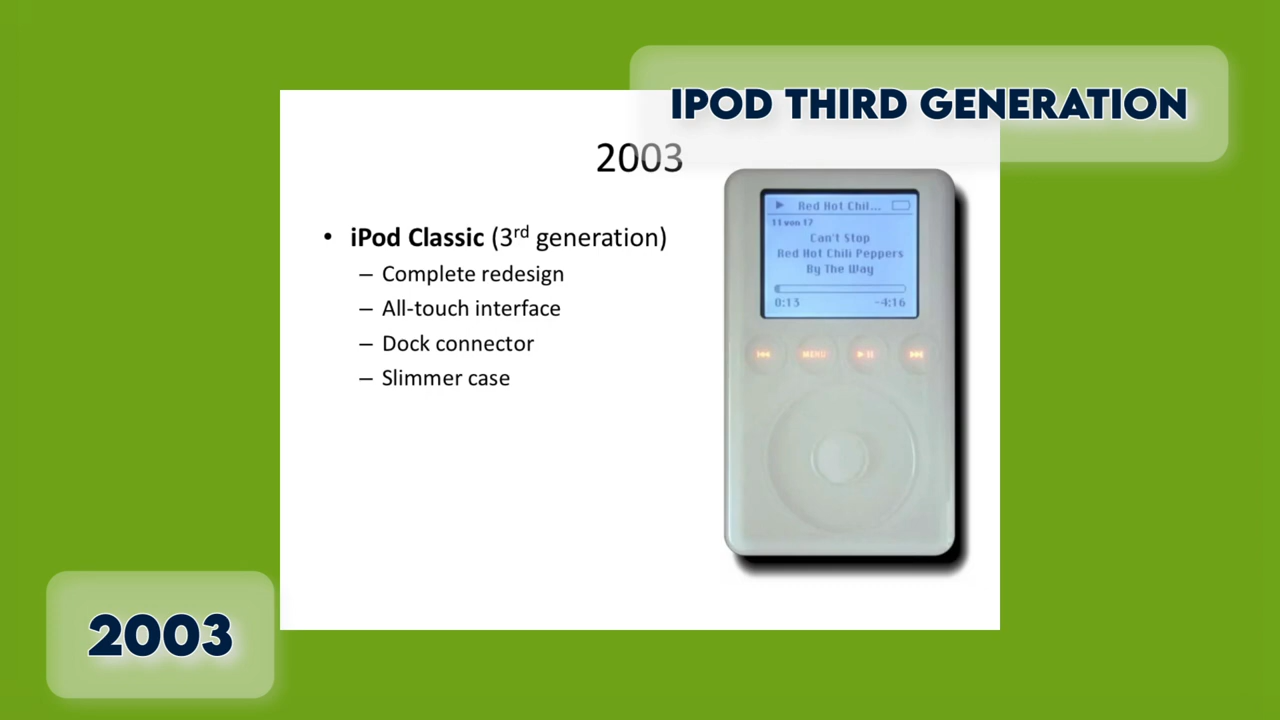 IPOD THIRD GENERATION
2003
• iPod Classic (3rd generation)
– Complete redesign
– All-touch interface
– Dock connector
– Slimmer case
Red Hot Chil...
11 von 17
Can't Stop
Red Hot Chili Peppers
By The Way
0:13 -4:16
MENU
2003